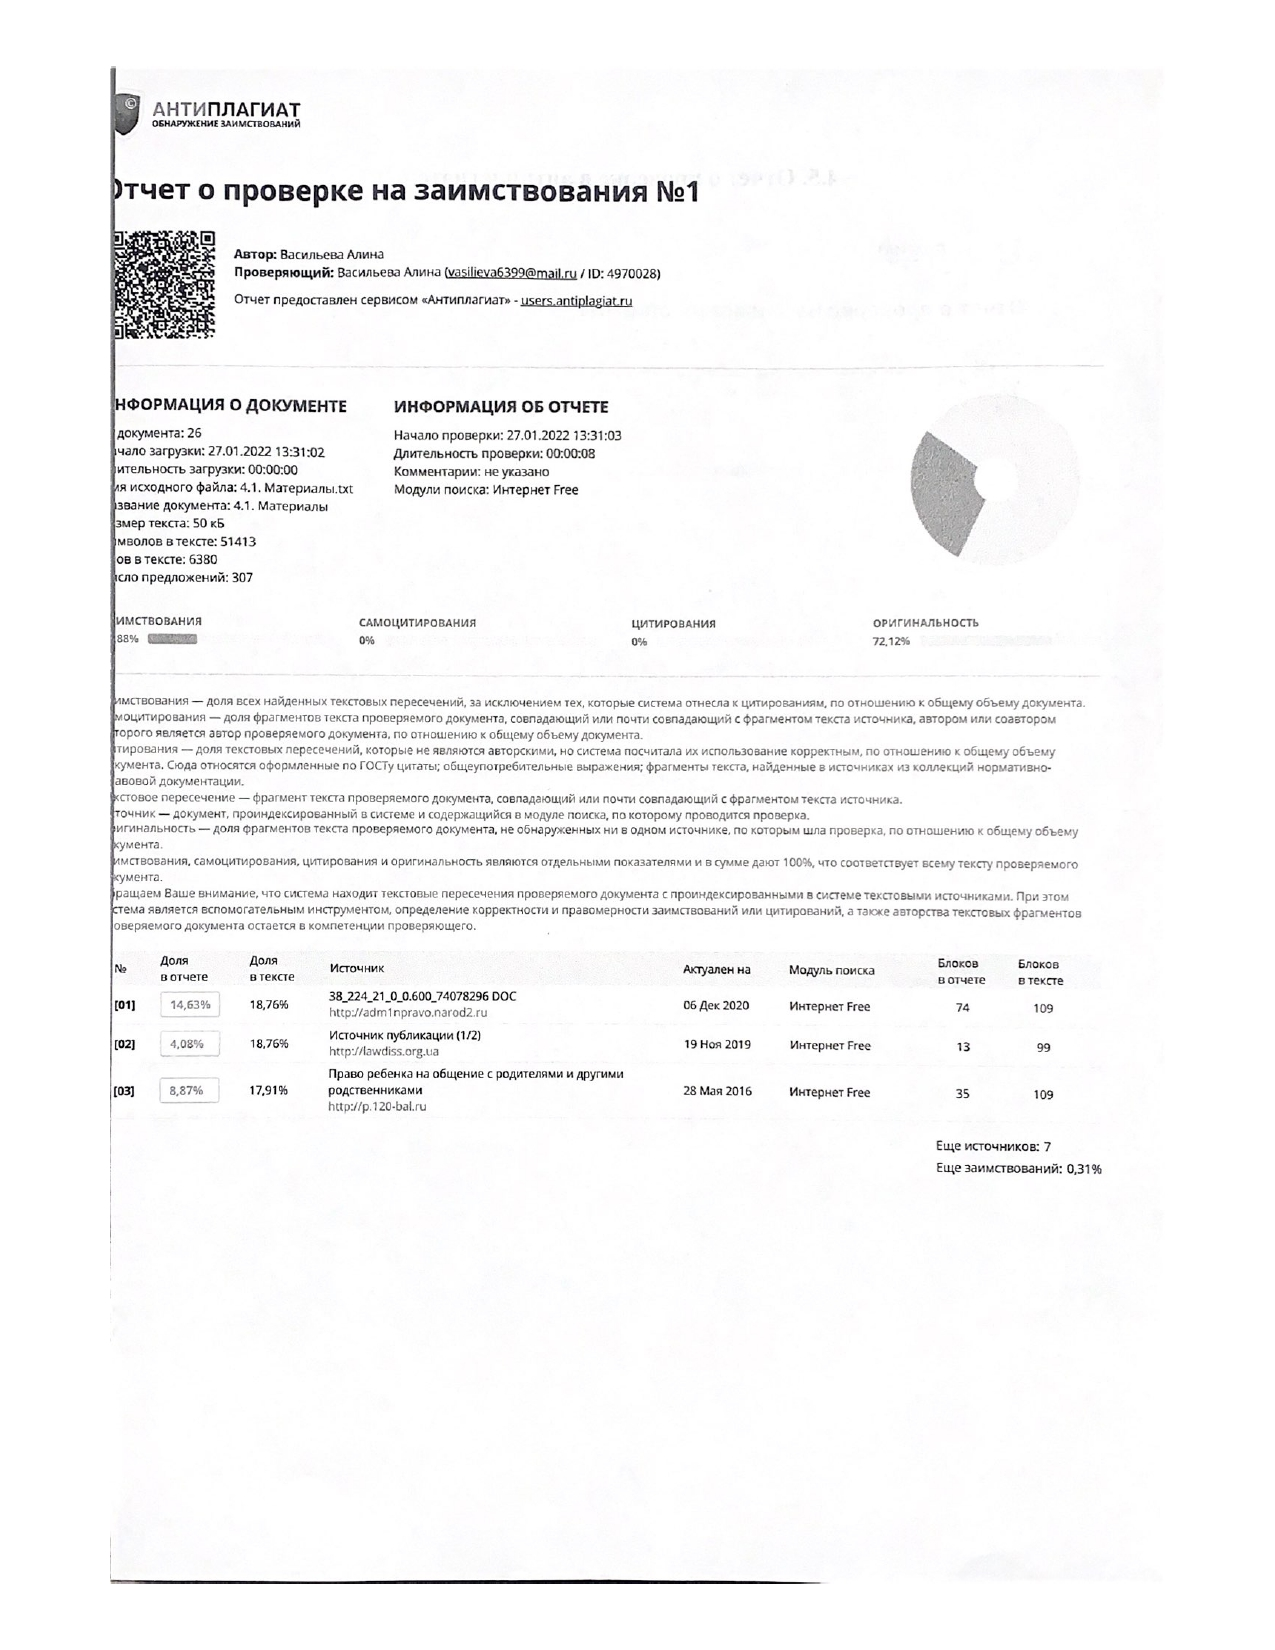 АНТИПЛАГИАТ
ОБНАРУЖЕНИЕ ЗАИМСТВОВАНИЙ
Отчет о проверке на заимствования №1
Автор: Васильева Алина
Проверяющий: Васильева Алина (vasilieva6399@mail.ru / ID: 4970028)
Отчет предоставлен сервисом «Антиплагиат» - users.antiplagiat.ru
НФОРМАЦИЯ О ДОКУМЕНТЕ
документа: 26
чало загрузки: 27.01.2022 13:31:02
ительность загрузки: 00:00:00
ия исходного файла: 4.1. Материалы.txt
звание документа: 4.1. Материалы
змер текста: 50 кБ
мволов в тексте: 51413
ов в тексте: 6380
сло предложений: 307
ИНФОРМАЦИЯ ОБ ОТЧЕТЕ
Начало проверки: 27.01.2022 13:31:03
Длительность проверки: 00:00:08
Комментарии: не указано
Модули поиска: Интернет Free
ИМСТВОВАНИЯ
88%
САМОЦИТИРОВАНИЯ
0%
ЦИТИРОВАНИЯ
0%
ОРИГИНАЛЬНОСТЬ
72,12%
имствования — доля всех найденных текстовых пересечений, за исключением тех, которые система отнесла к цитированиям, по отношению к общему объему документа.
моцитирования — доля фрагментов текста проверяемого документа, совпадающий или почти совпадающий с фрагментом текста источника, автором или соавтором
торого является автор проверяемого документа, по отношению к общему объему документа.
тирования — доля текстовых пересечений, которые не являются авторскими, но система посчитала их использование корректным, по отношению к общему объему
кумента. Сюда относятся оформленные по ГОСТу цитаты; общеупотребительные выражения; фрагменты текста, найденные в источниках из коллекций нормативно-
авовой документации.
кстовое пересечение — фрагмент текста проверяемого документа, совпадающий или почти совпадающий с фрагментом текста источника.
точник — документ, проиндексированный в системе и содержащийся в модуле поиска, по которому проводится проверка.
игинальность — доля фрагментов текста проверяемого документа, не обнаруженных ни в одном источнике, по которым шла проверка, по отношению к общему объему
кумента.
имствования, самоцитирования, цитирования и оригинальность являются отдельными показателями и в сумме дают 100%, что соответствует всему тексту проверяемого
кумента.
ращаем Ваше внимание, что система находит текстовые пересечения проверяемого документа с проиндексированными в системе текстовыми источниками. При этом
стема является вспомогательным инструментом, определение корректности и правомерности заимствований или цитирований, а также авторства текстовых фрагментов
оверяемого документа остается в компетенции проверяющего.
№ Доля в отчете Доля в тексте Источник Актуален на Модуль поиска Блоков в отчете Блоков в тексте
[01] 14,63% 18,76% 38_224_21_0_0.600_74078296 DOC 06 Дек 2020 Интернет Free 74 109
http://adm1npravo.narod2.ru
[02] 4,08% 18,76% Источник публикации (1/2) 19 Ноя 2019 Интернет Free 13 99
http://lawdiss.org.ua
[03] 8,87% 17,91% Право ребенка на общение с родителями и другими 28 Мая 2016 Интернет Free 35 109
родственниками
http://p.120-bal.ru
Еще источников: 7
Еще заимствований: 0,31%